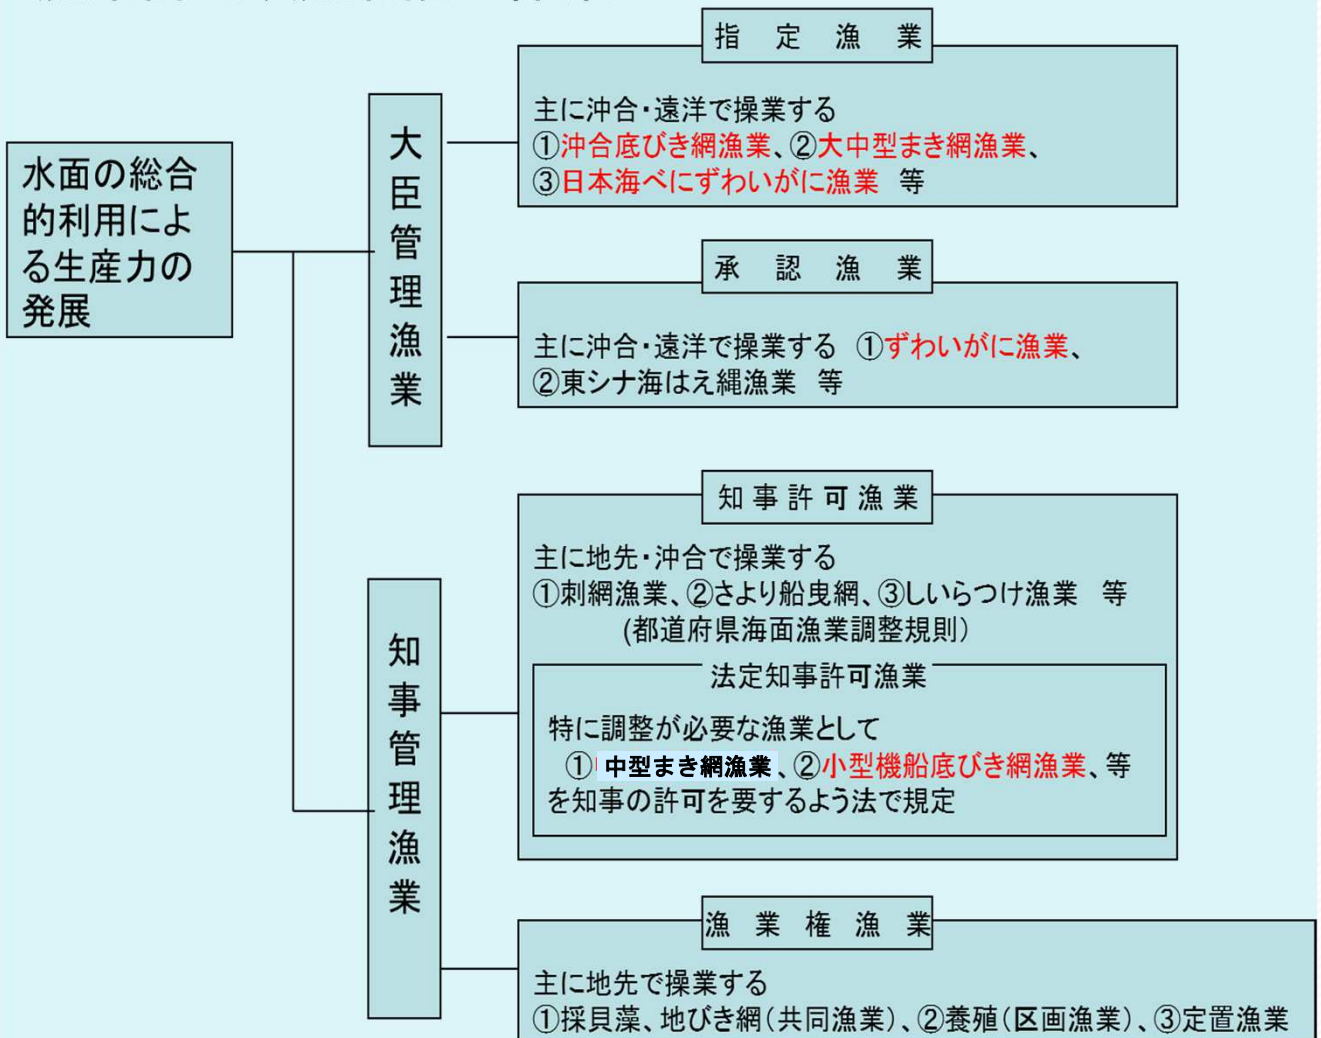 水面の総合
的利用によ
る生産力の
発展
大臣管理漁業
指定漁業
主に沖合・遠洋で操業する
①沖合底びき網漁業、②大中型まき網漁業、
③日本海べにずわいがに漁業 等
承認漁業
主に沖合・遠洋で操業する ①ずわいがに漁業、
②東シナ海はえ縄漁業 等
知事管理漁業
知事許可漁業
主に地先・沖合で操業する
①刺網漁業、②さより船曳網、③しいらつけ漁業 等
(都道府県海面漁業調整規則)
法定知事許可漁業
特に調整が必要な漁業として
①中型まき網漁業、②小型機船底びき網漁業、等
を知事の許可を要するよう法で規定
漁業権漁業
主に地先で操業する
①採貝藻、地びき網(共同漁業)、②養殖(区画漁業)、③定置漁業